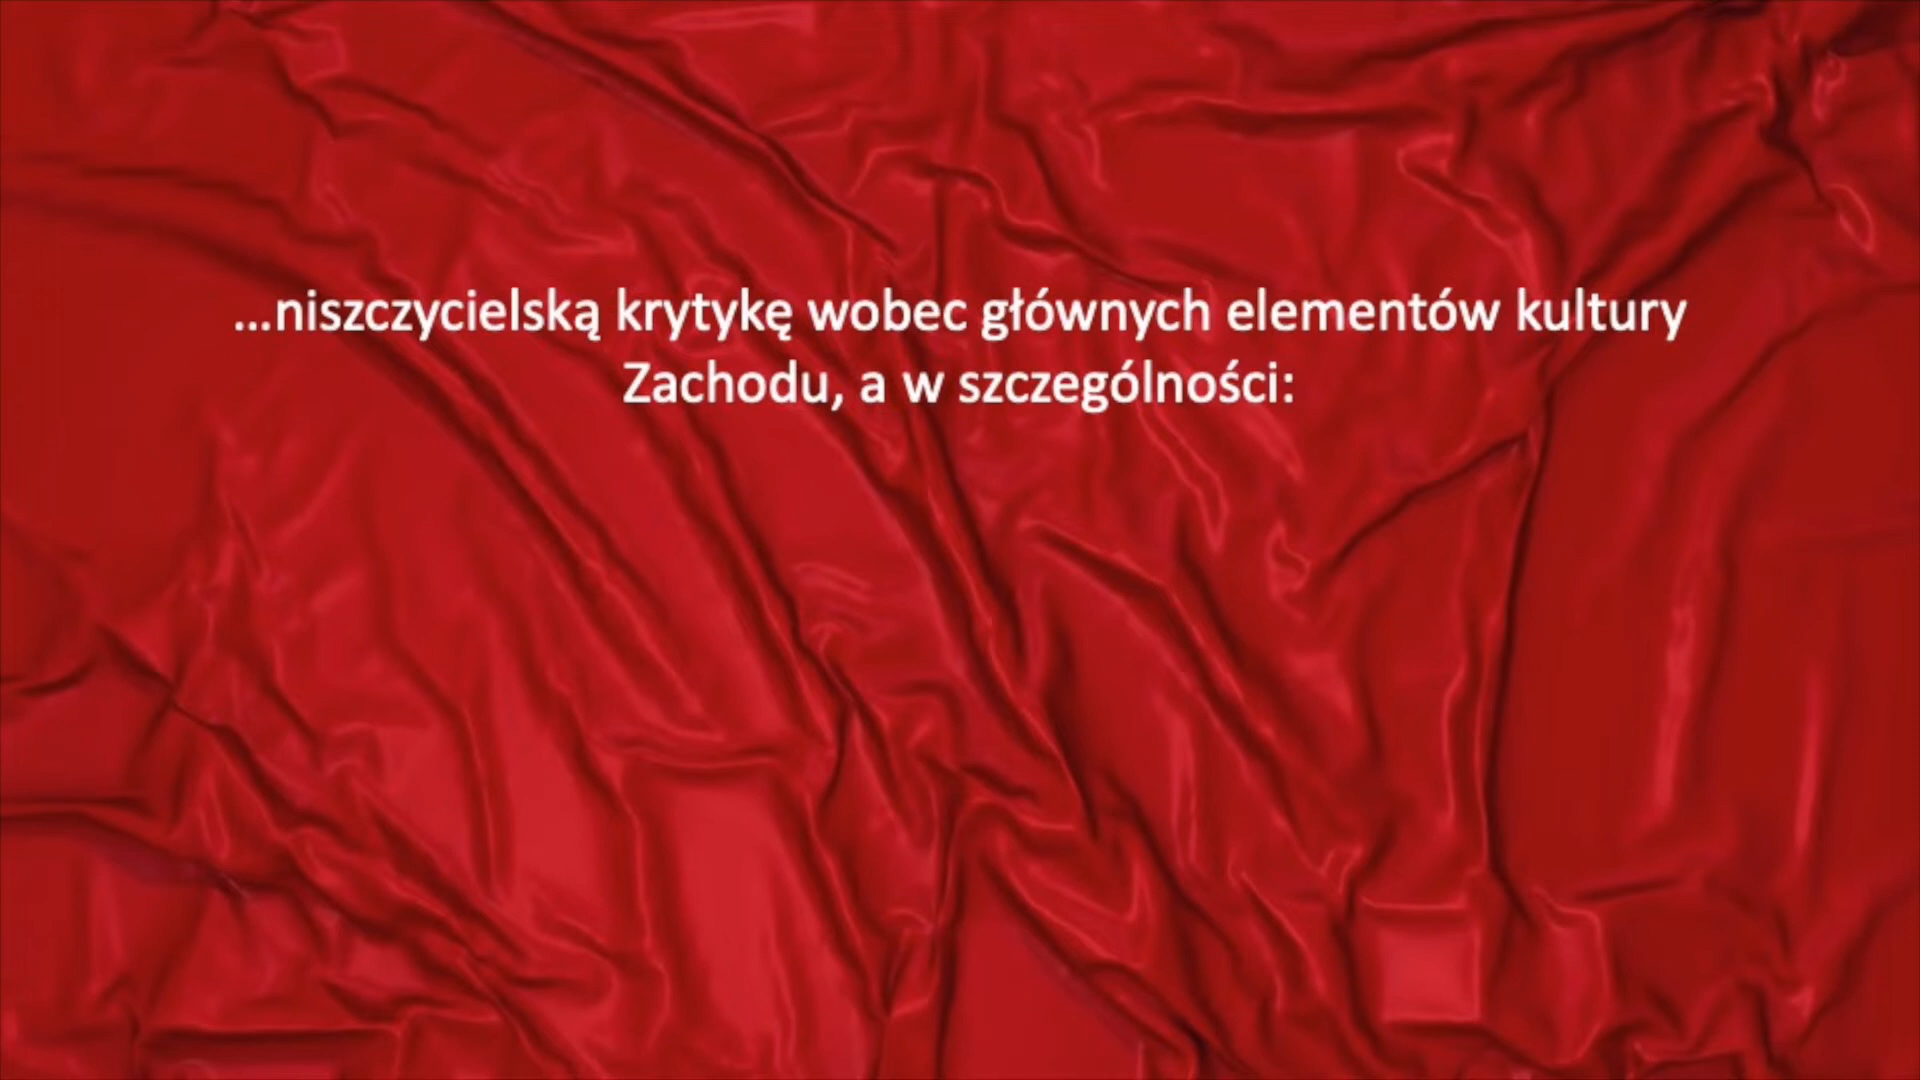 ...niszczycielską krytykę wobec głównych elementów kultury
Zachodu, a w szczególności: